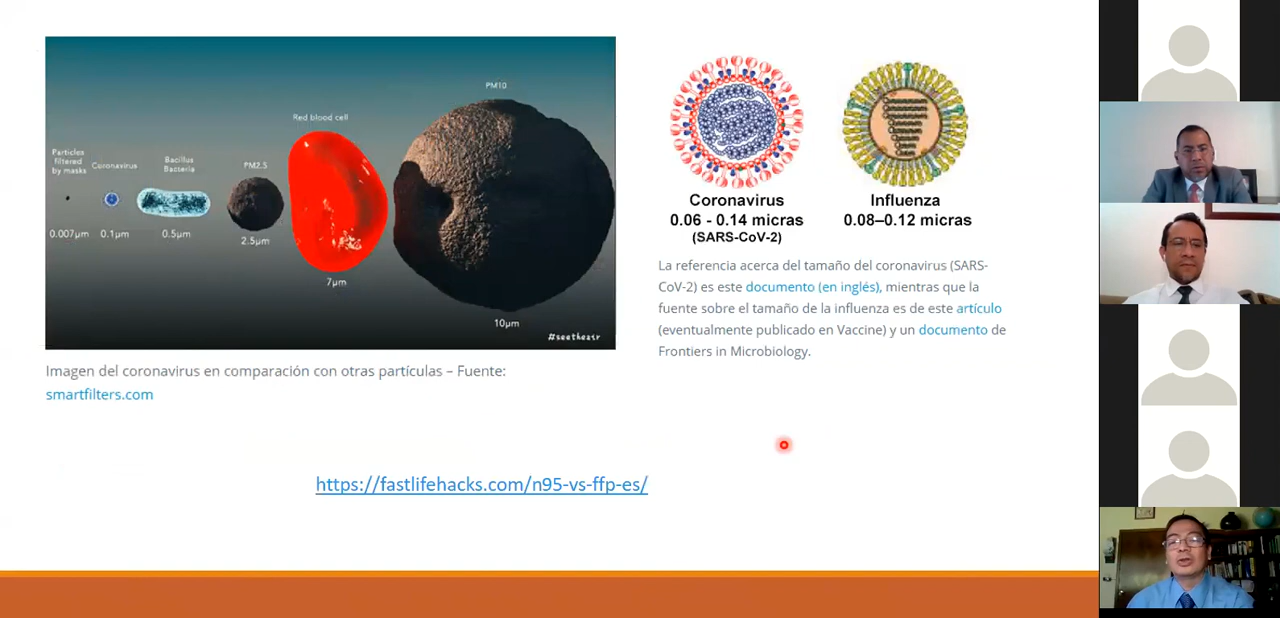 PM10
Red blood cell
Particles
filtered
by masks
Coronavirus
Bacillus
Bacteria
PM2.5
0.007µm
0.1µm
0.5µm
2.5µm
7µm
10µm
#seetheair
Imagen del coronavirus en comparación con otras partículas – Fuente:
smartfilters.com
Coronavirus
0.06 - 0.14 micras
(SARS-CoV-2)
Influenza
0.08–0.12 micras
La referencia acerca del tamaño del coronavirus (SARS-
CoV-2) es este documento (en inglés), mientras que la
fuente sobre el tamaño de la influenza es de este artículo
(eventualmente publicado en Vaccine) y un documento de
Frontiers in Microbiology.
https://fastlifehacks.com/n95-vs-ffp-es/